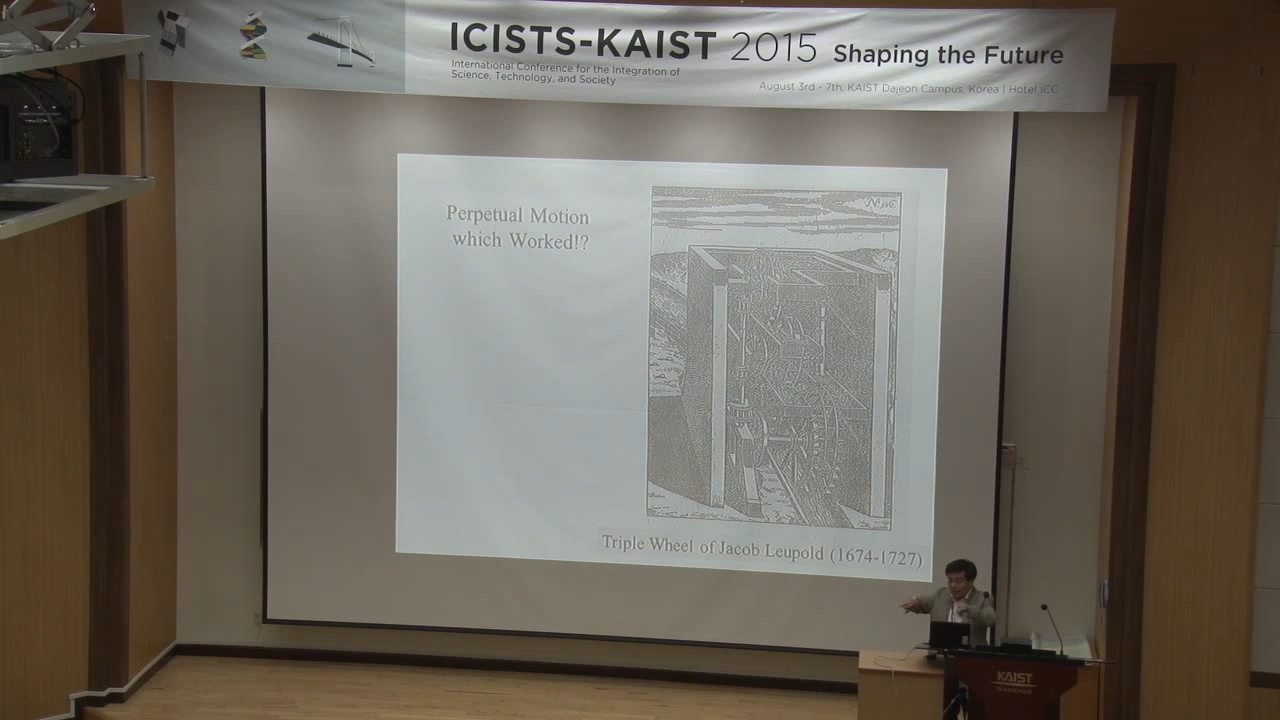 ICISTS-KAIST 2015 Shaping the Future
International Conference for the Integration of
Science, Technology, and Society
August 3rd - 7th, KAIST Dajeon Campus, Korea | Hotel ICC
Perpetual Motion
which Worked!?
Triple Wheel of Jacob Leupold (1674-1727)
KAIST